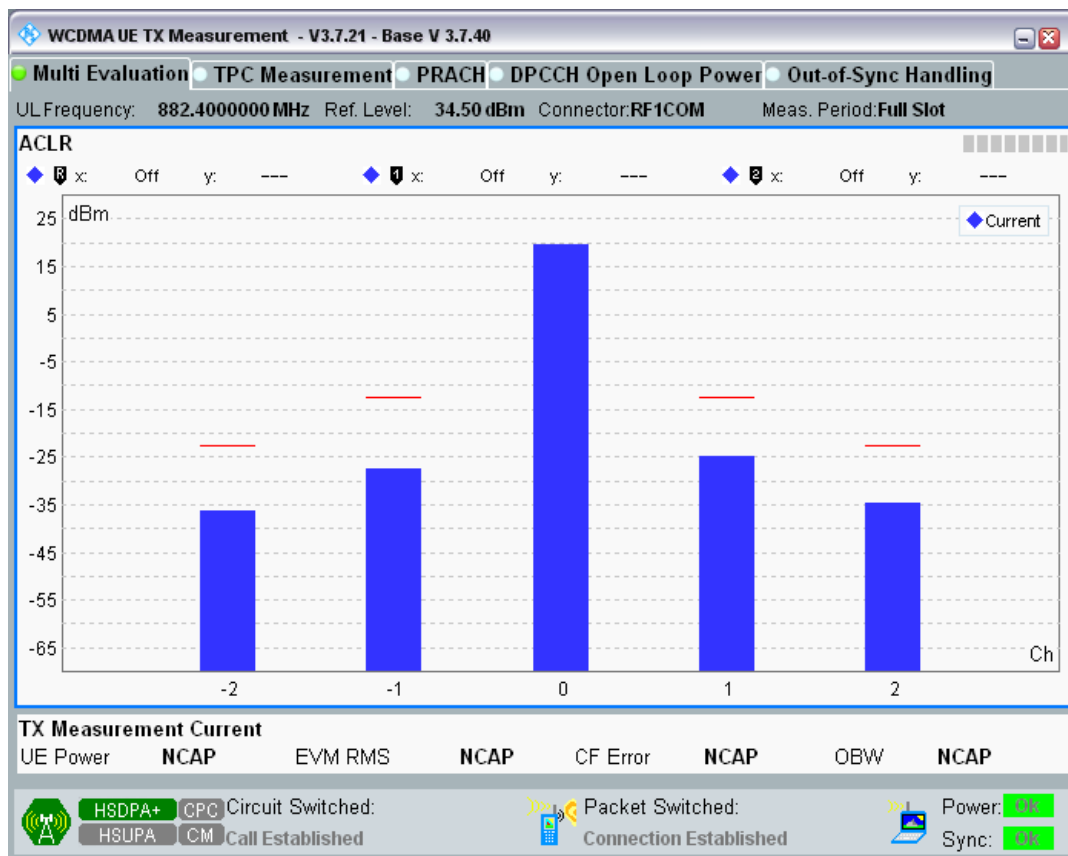 WCDMA UE TX Measurement - V3.7.21 - Base V 3.7.40
Multi Evaluation TPC Measurement PRACH DPCCH Open Loop Power Out-of-Sync Handling
UL Frequency: 882.4000000 MHz Ref. Level: 34.50 dBm Connector:RF1COM Meas. Period:Full Slot
ACLR
R x: Off y: --- 1 x: Off y: --- 2 x: Off y: ---
dBm
Current
25
15
5
-5
-15
-25
-35
-45
-55
-65
Ch
-2 -1 0 1 2
TX Measurement Current
UE Power NCAP EVM RMS NCAP CF Error NCAP OBW NCAP
HSDPA+ CPC Circuit Switched: Packet Switched: Power: OK
HSUPA CM Call Established Connection Established Sync: OK